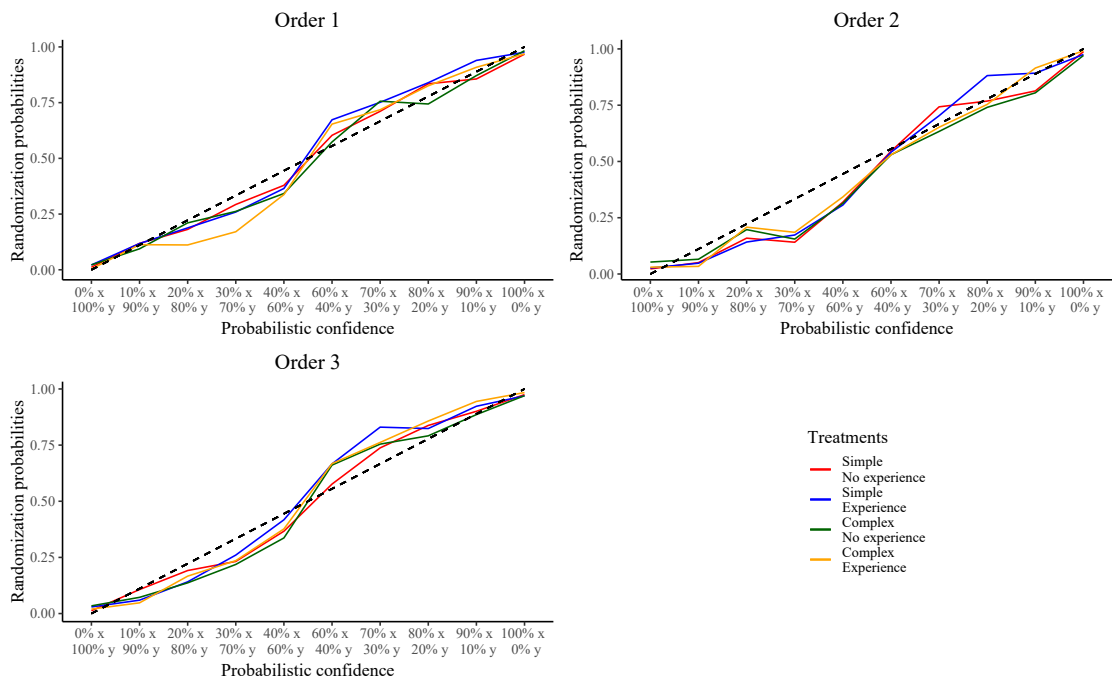 Order 1
Randomization probabilities
1.00
0.75
0.50
0.25
0.00
0% x 10% x 20% x 30% x 40% x 60% x 70% x 80% x 90% x 100% x
100% y 90% y 80% y 70% y 60% y 40% y 30% y 20% y 10% y 0% y
Probabilistic confidence
Order 2
Randomization probabilities
1.00
0.75
0.50
0.25
0.00
0% x 10% x 80% x 70% x 40% x 60% x 70% x 80% x 90% x 100% x
100% y 90% y 20% y 30% y 60% y 40% y 30% y 20% y 10% y 0% y
Probabilistic confidence
Order 3
Randomization probabilities
1.00
0.75
0.50
0.25
0.00
0% x 10% x 20% x 30% x 40% x 60% x 70% x 80% x 90% x 100% x
100% y 90% y 80% y 70% y 60% y 40% y 30% y 20% y 10% y 0% y
Probabilistic confidence
Treatments
Simple
No experience
Simple
Experience
Complex
No experience
Complex
Experience